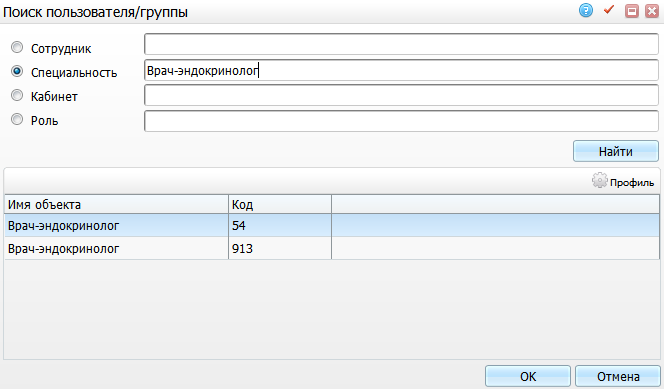 Поиск пользователя/группы
Сотрудник
Специальность Врач-эндокринолог
Кабинет
Роль
Найти
Профиль
Имя объекта Код
Врач-эндокринолог 54
Врач-эндокринолог 913
OK Отмена